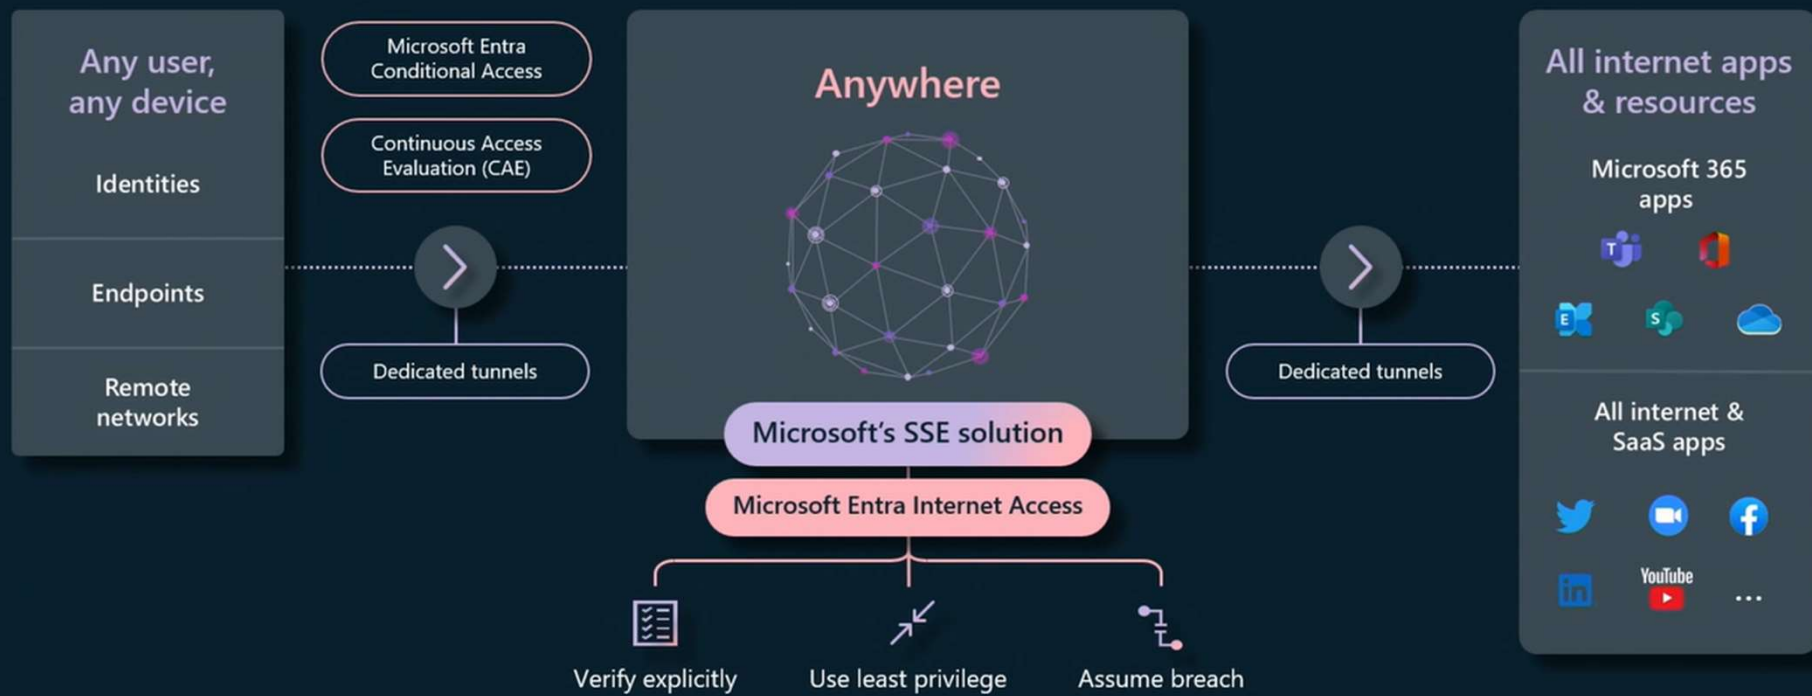 Any user,
any device
Identities
Endpoints
Remote
networks
Microsoft Entra
Conditional Access
Continuous Access
Evaluation (CAE)
Dedicated tunnels
Anywhere
Microsoft's SSE solution
Microsoft Entra Internet Access
Verify explicitly
Use least privilege
Assume breach
Dedicated tunnels
All internet apps
& resources
Microsoft 365
apps
T
E
S
All internet &
SaaS apps
in
YouTube
...